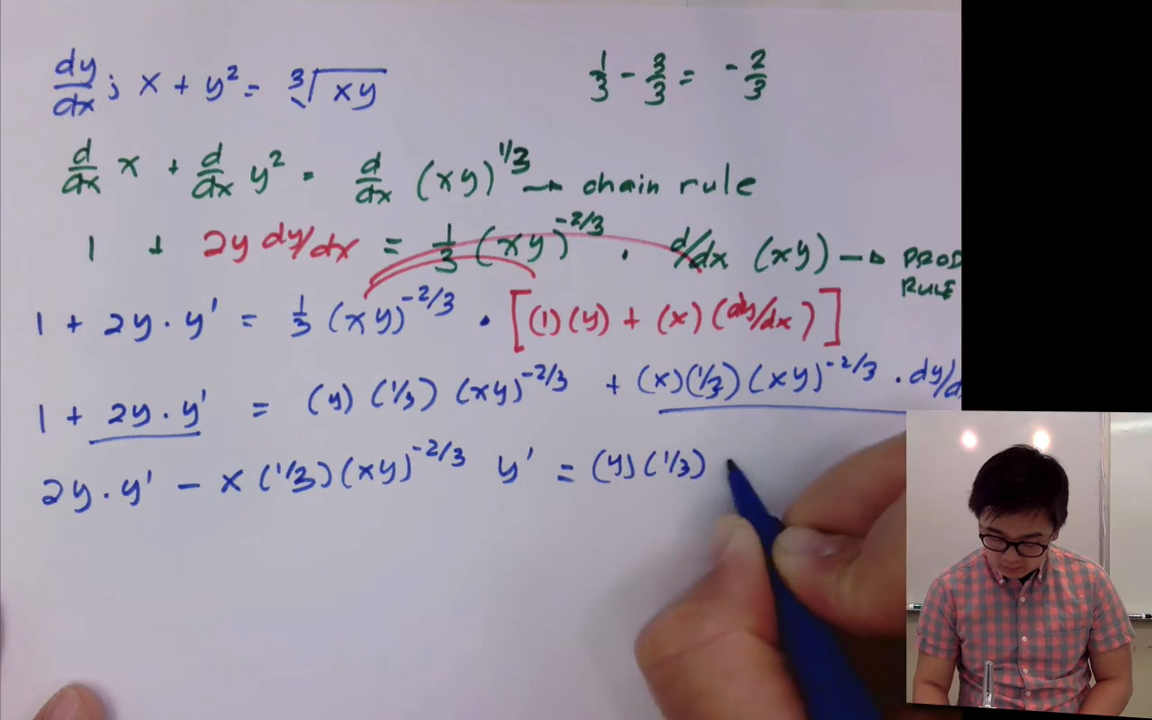 dy/dx ; x + y² = ³√xy
1/3 - 3/3 = -2/3
d/dx x + d/dx y² = d/dx (xy)^1/3 → chain rule
1 + 2y dy/dx = 1/3 (xy)^-2/3 · d/dx (xy) → PROD RULE
1 + 2y · y' = 1/3 (xy)^-2/3 · [(1)(y) + (x)(dy/dx)]
1 + 2y · y' = (y)(1/3)(xy)^-2/3 + (x)(1/3)(xy)^-2/3 · dy/d
2y · y' - x(1/3)(xy)^-2/3 y' = (y)(1/3)